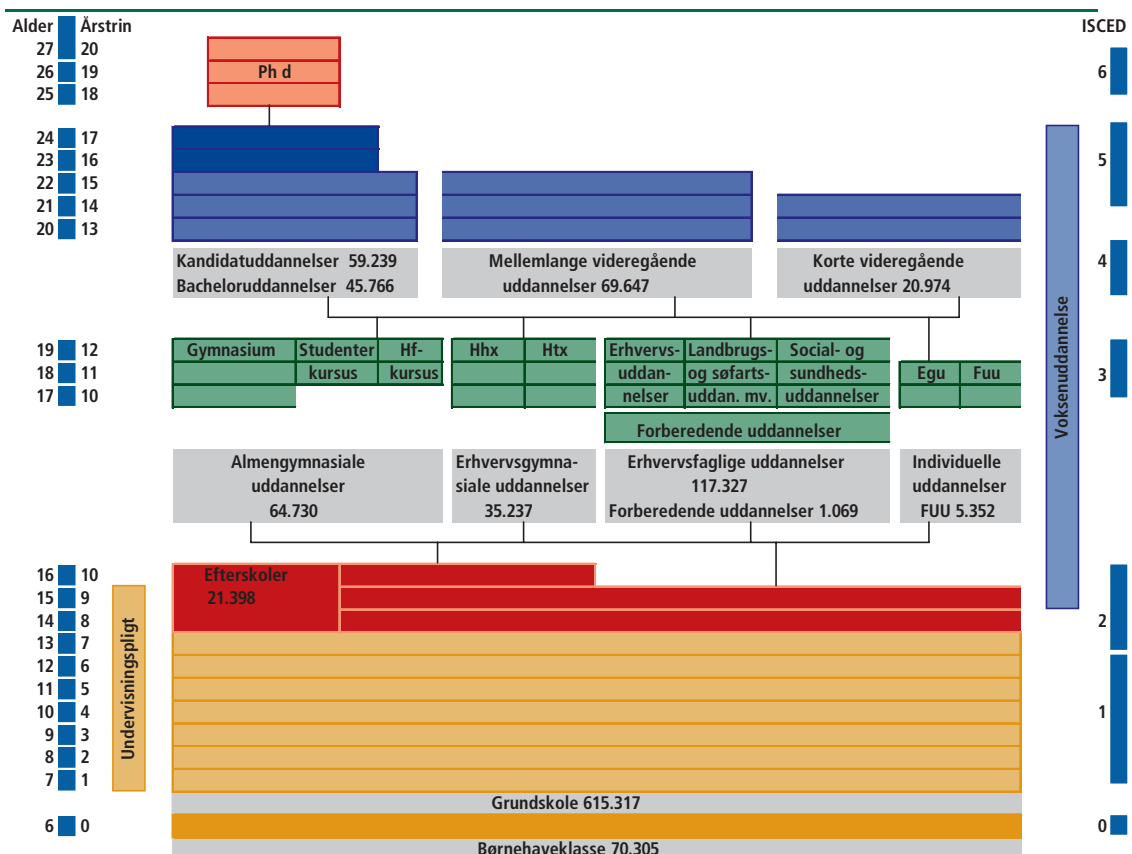 Alder Årstrin ISCED
27 20
26 19 Ph d 6
25 18
24 17
23 16 5
22 15
21 14
20 13
Kandidatuddannelser 59.239 Mellemlange videregående Korte videregående 4
Bacheloruddannelser 45.766 uddannelser 69.647 uddannelser 20.974
Voksenuddannelse
19 12 Gymnasium Studenter Hf- Hhx Htx Erhvervs- Landbrugs- Social- og
18 11 kursus kursus uddan- og søfarts- sundheds- Egu Fuu 3
17 10 nelser uddan. mv. uddannelser
Forberedende uddannelser
Almengymnasiale Erhvervsgymna- Erhvervsfaglige uddannelser Individuelle
uddannelser siale uddannelser 117.327 uddannelser
64.730 35.237 Forberedende uddannelser 1.069 FUU 5.352
16 10 Efterskoler
15 9 21.398
14 8 2
13 7
12 6
11 5
10 4 1
9 3
8 2
7 1
Undervisningspligt
Grundskole 615.317
6 0 0
Børnehaveklasse 70.305